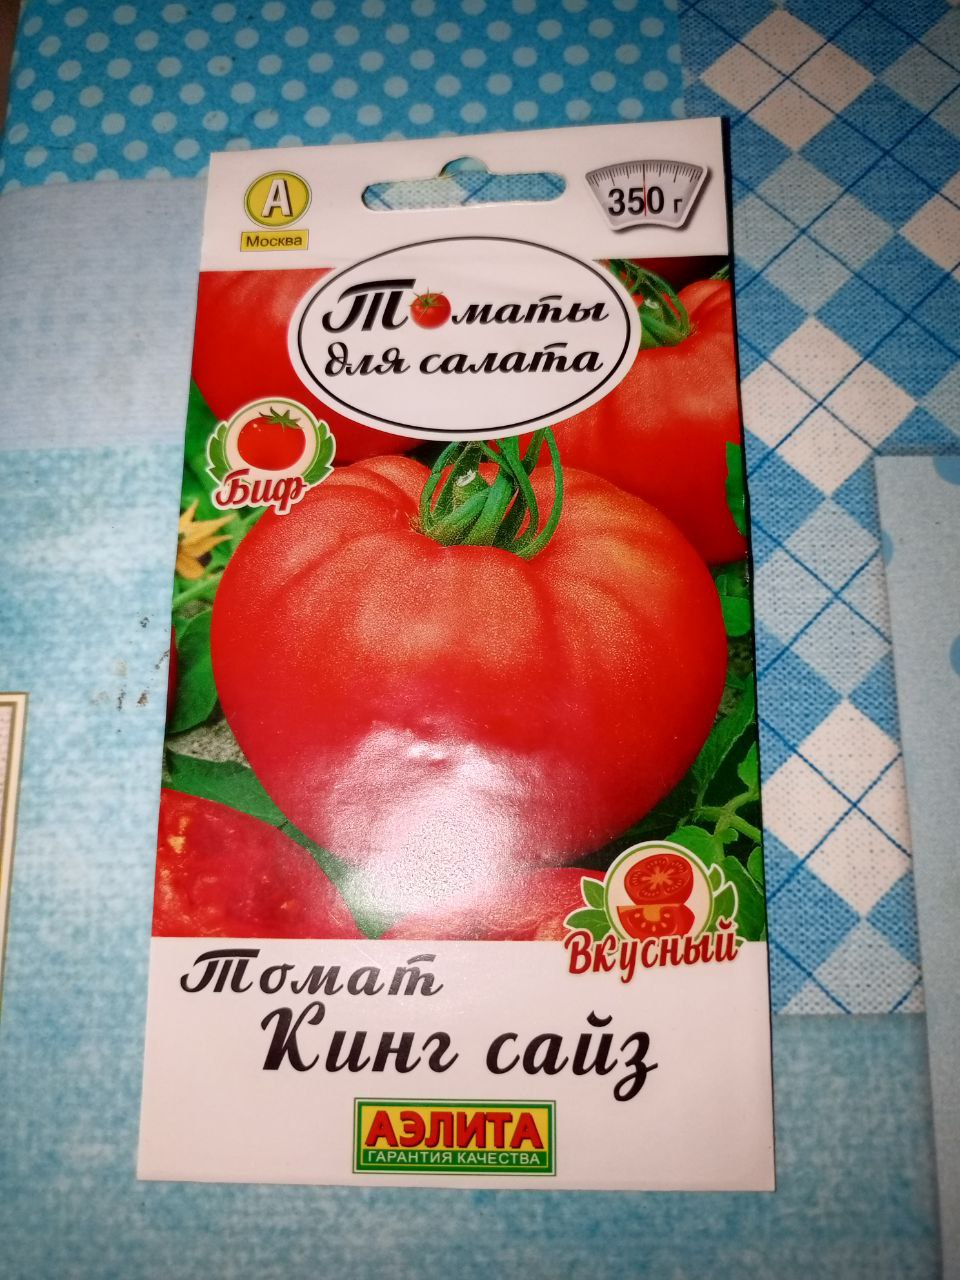 А
Москва
350 г
Томаты
для салата
Биф
Вкусный
Томат
Кинг сайз
АЭЛИТА
ГАРАНТИЯ КАЧЕСТВА